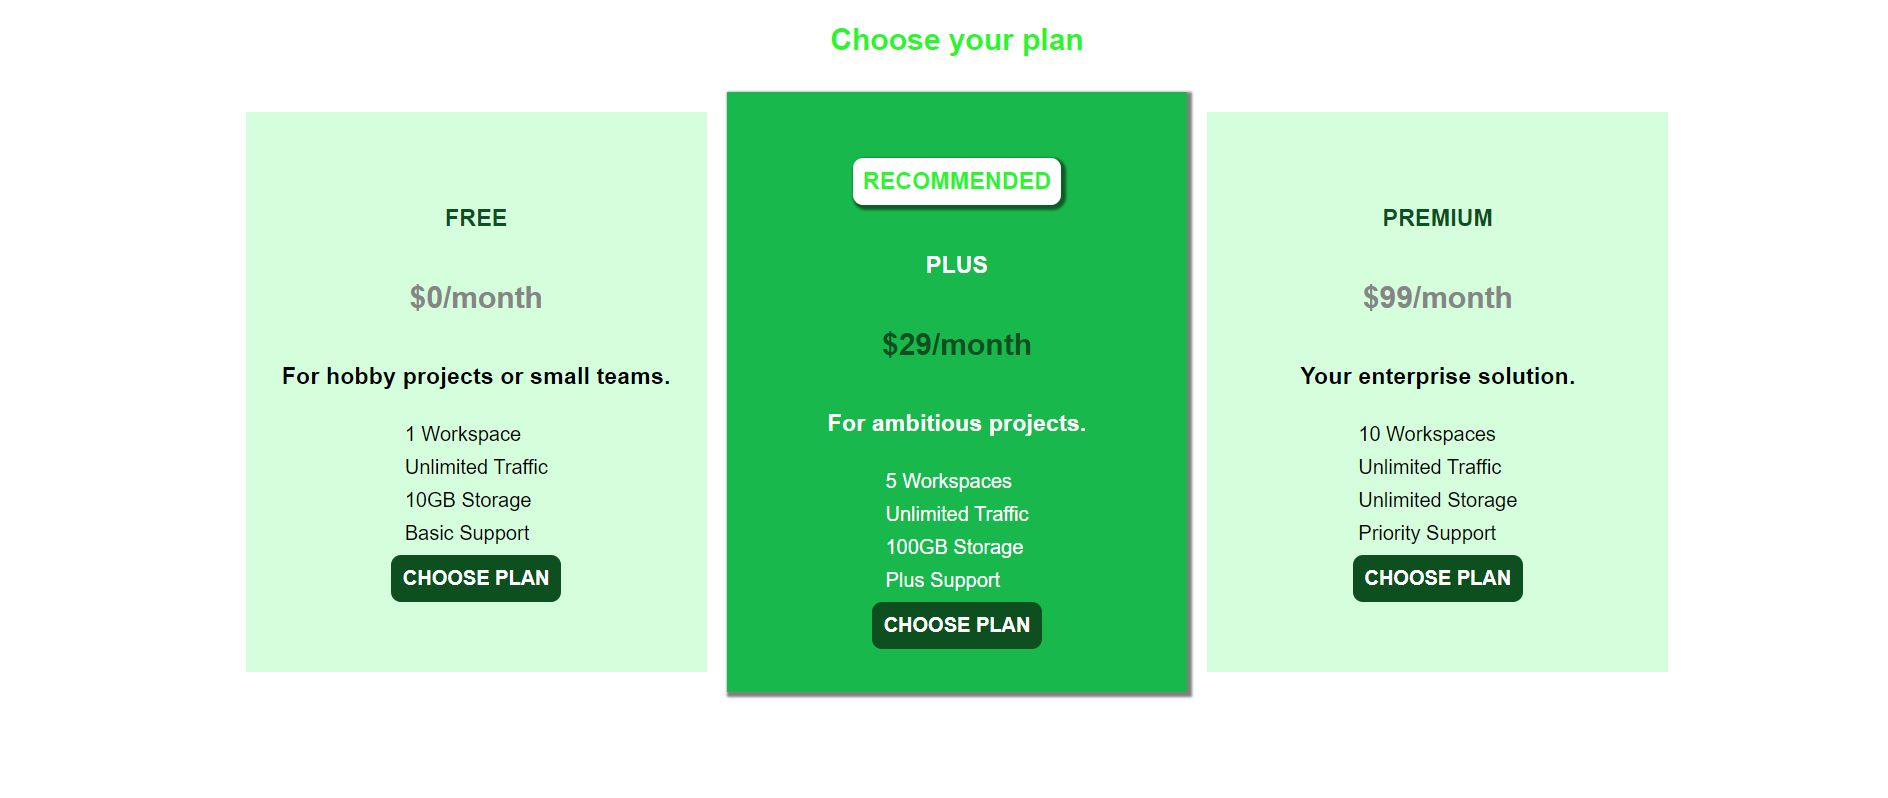 Choose your plan
FREE
$0/month
For hobby projects or small teams.
1 Workspace
Unlimited Traffic
10GB Storage
Basic Support
CHOOSE PLAN
RECOMMENDED
PLUS
$29/month
For ambitious projects.
5 Workspaces
Unlimited Traffic
100GB Storage
Plus Support
CHOOSE PLAN
PREMIUM
$99/month
Your enterprise solution.
10 Workspaces
Unlimited Traffic
Unlimited Storage
Priority Support
CHOOSE PLAN